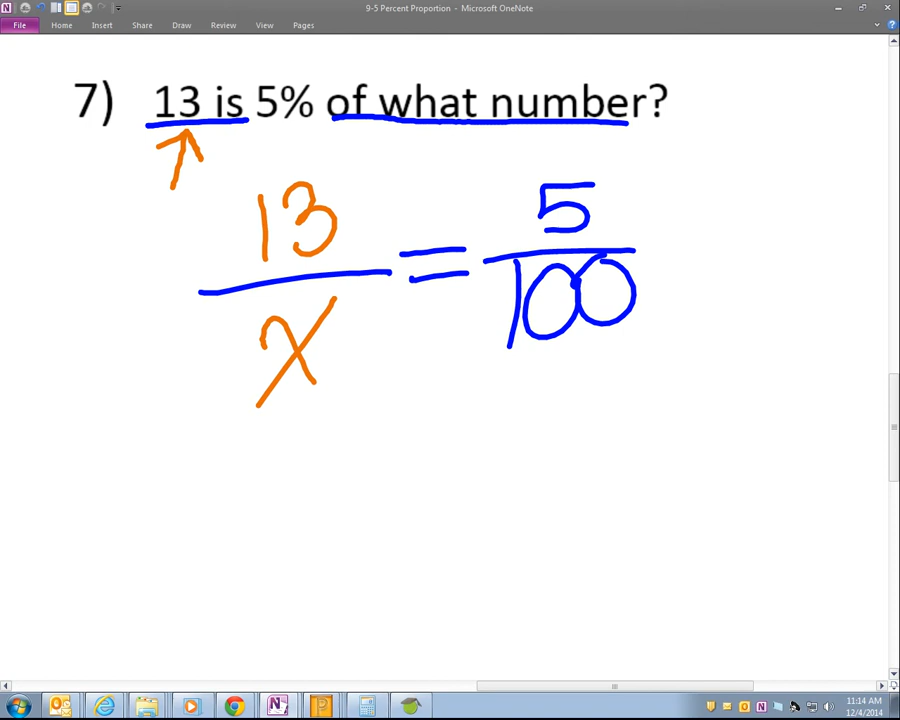 9-5 Percent Proportion - Microsoft OneNote
File Home Insert Share Draw Review View Pages
7) 13 is 5% of what number?
13 = 5
x 100
11:14 AM
12/4/2014